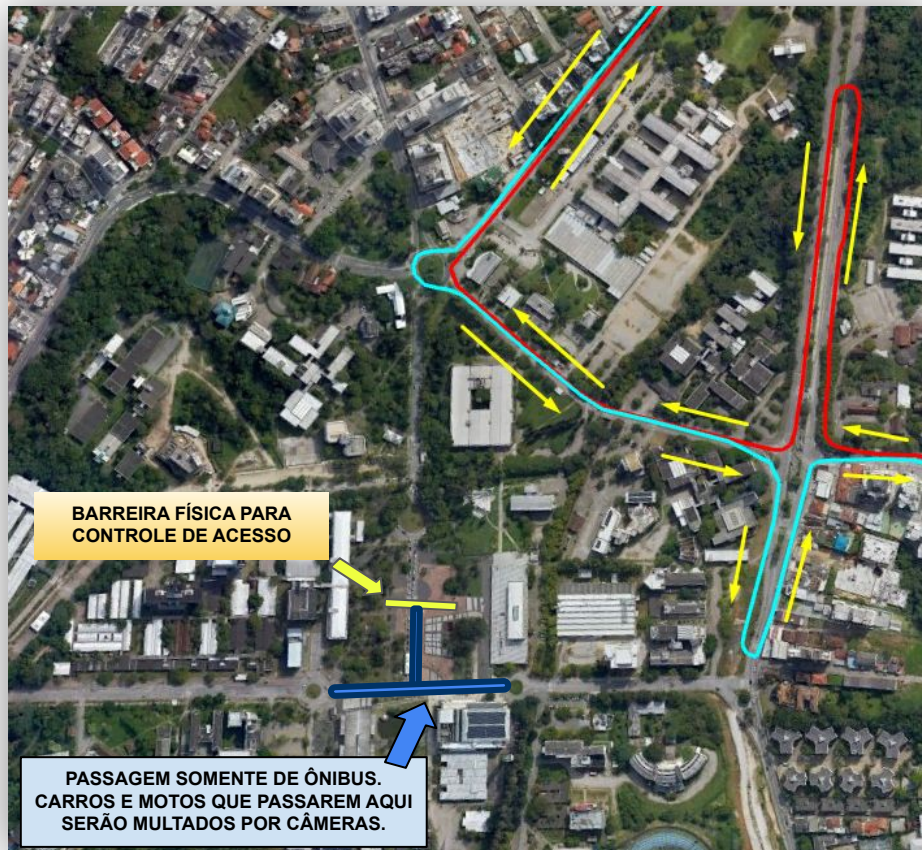 BARREIRA FÍSICA PARA
CONTROLE DE ACESSO
PASSAGEM SOMENTE DE ÔNIBUS.
CARROS E MOTOS QUE PASSAREM AQUI
SERÃO MULTADOS POR CÂMERAS.